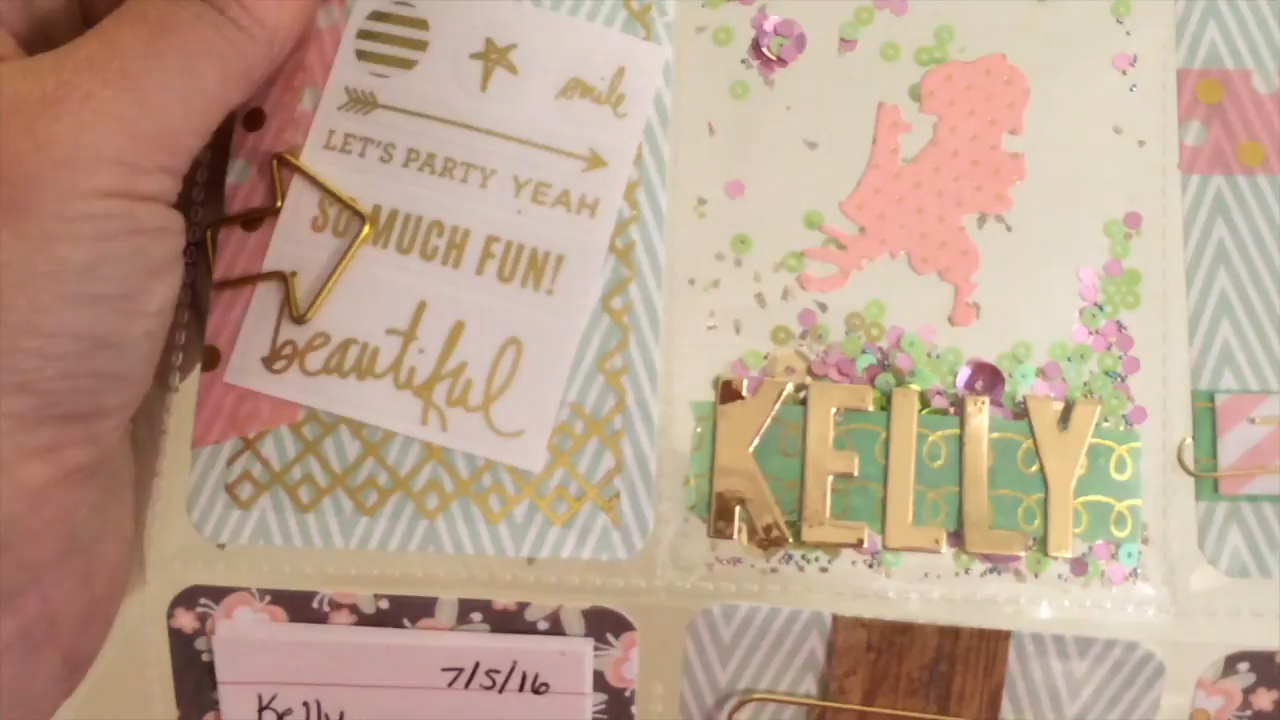 smile
LET'S PARTY YEAH
SO MUCH FUN!
beautiful
KELLY
7/5/16
Kelly